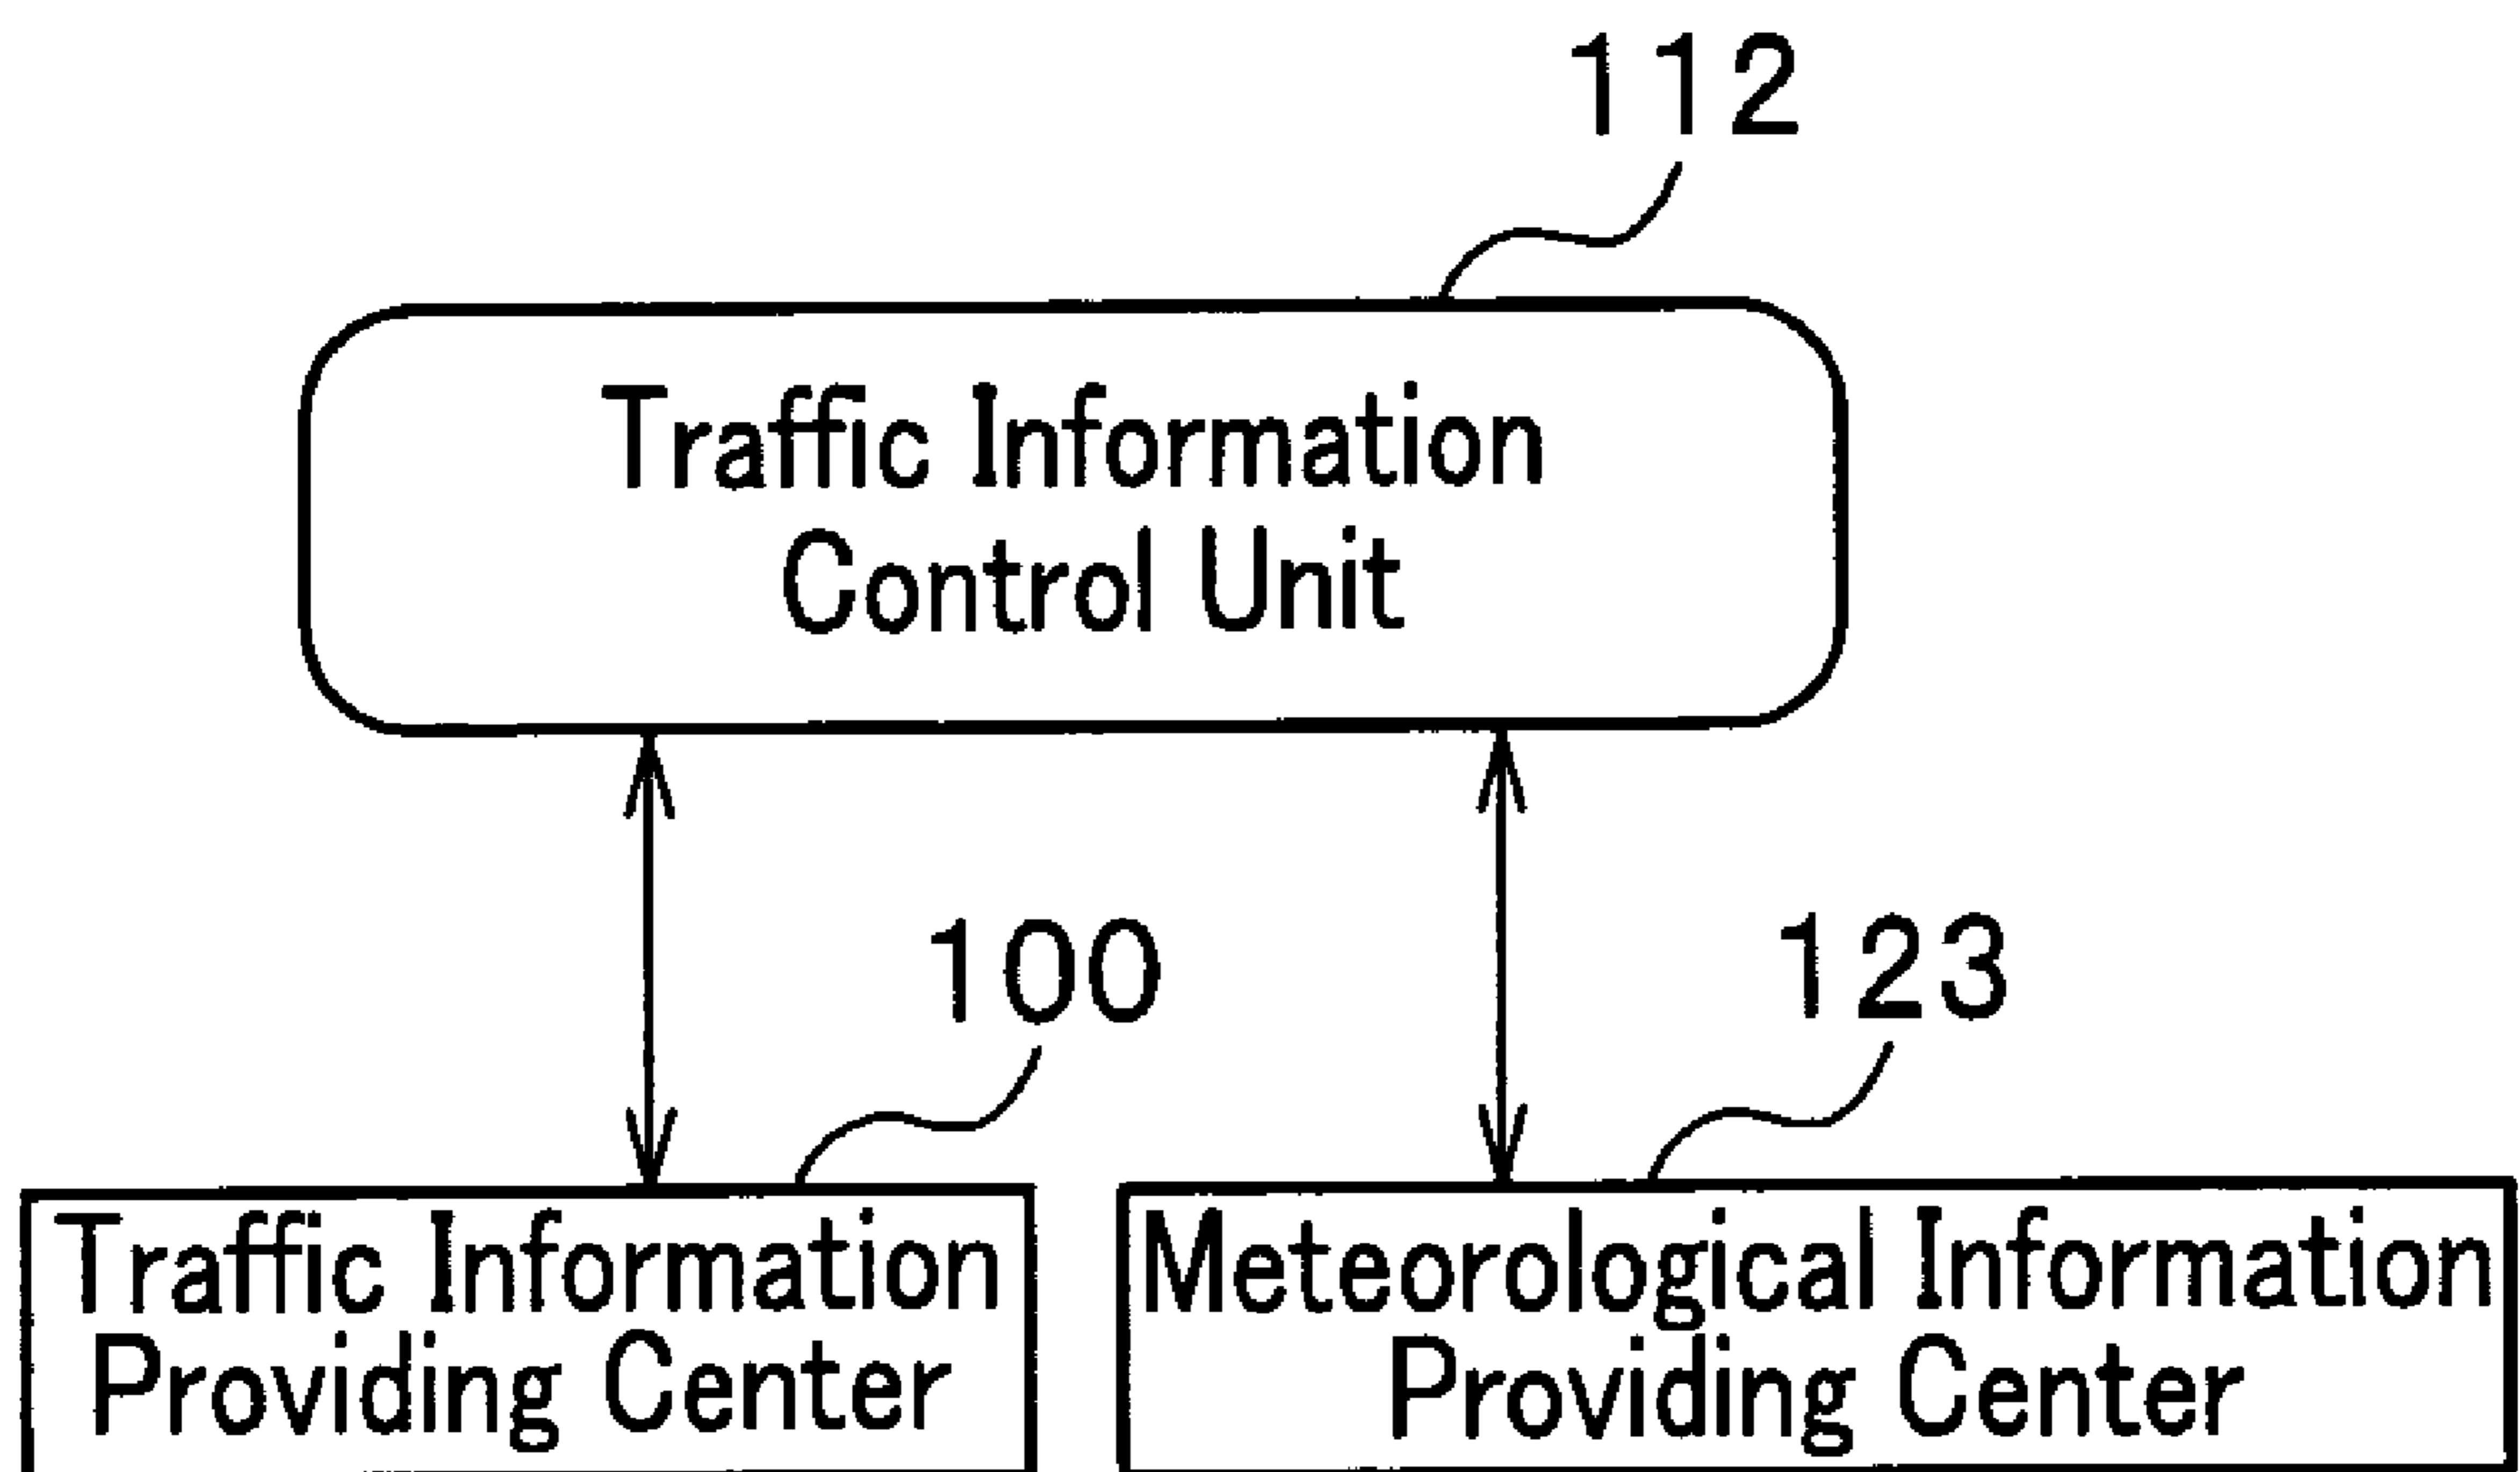 112
Traffic Information
Control Unit
100
123
Traffic Information
Providing Center
Meteorological Information
Providing Center